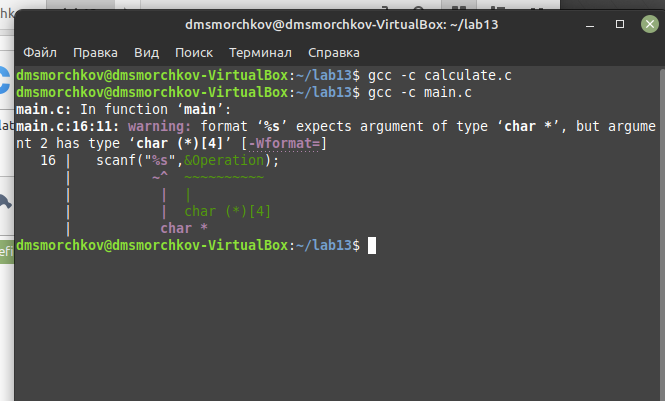 dmsmorchkov@dmsmorchkov-VirtualBox: ~/lab13
Файл Правка Вид Поиск Терминал Справка
dmsmorchkov@dmsmorchkov-VirtualBox:~/lab13$ gcc -c calculate.c
dmsmorchkov@dmsmorchkov-VirtualBox:~/lab13$ gcc -c main.c
main.c: In function ‘main’:
main.c:16:11: warning: format ‘%s’ expects argument of type ‘char *’, but argume
nt 2 has type ‘char (*)[4]’ [-Wformat=]
   16 |   scanf("%s",&Operation);
      |          ~^  ~~~~~~~~~~
      |           |  |
      |           |  char (*)[4]
      |           char *
dmsmorchkov@dmsmorchkov-VirtualBox:~/lab13$